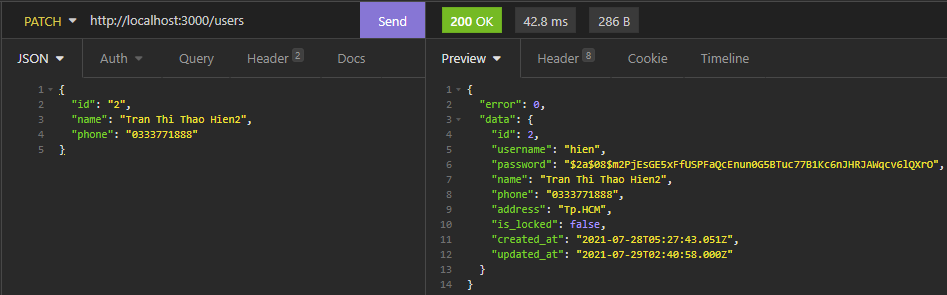 PATCH http://localhost:3000/users Send 200 OK 42.8 ms 286 B
JSON Auth Query Header 2 Docs Preview Header 8 Cookie Timeline
1 {
2 "id": "2",
3 "name": "Tran Thi Thao Hien2",
4 "phone": "0333771888"
5 }
1 {
2 "error": 0,
3 "data": {
4 "id": 2,
5 "username": "hien",
6 "password": "$2a$08$m2PjEsGE5xFfUSPFaQcEnun0G5BTuc77B1Kc6nJHRJAWqcv6lQXrO",
7 "name": "Tran Thi Thao Hien2",
8 "phone": "0333771888",
9 "address": "Tp.HCM",
10 "is_locked": false,
11 "created_at": "2021-07-28T05:27:43.051Z",
12 "updated_at": "2021-07-29T02:40:58.000Z"
13 }
14 }